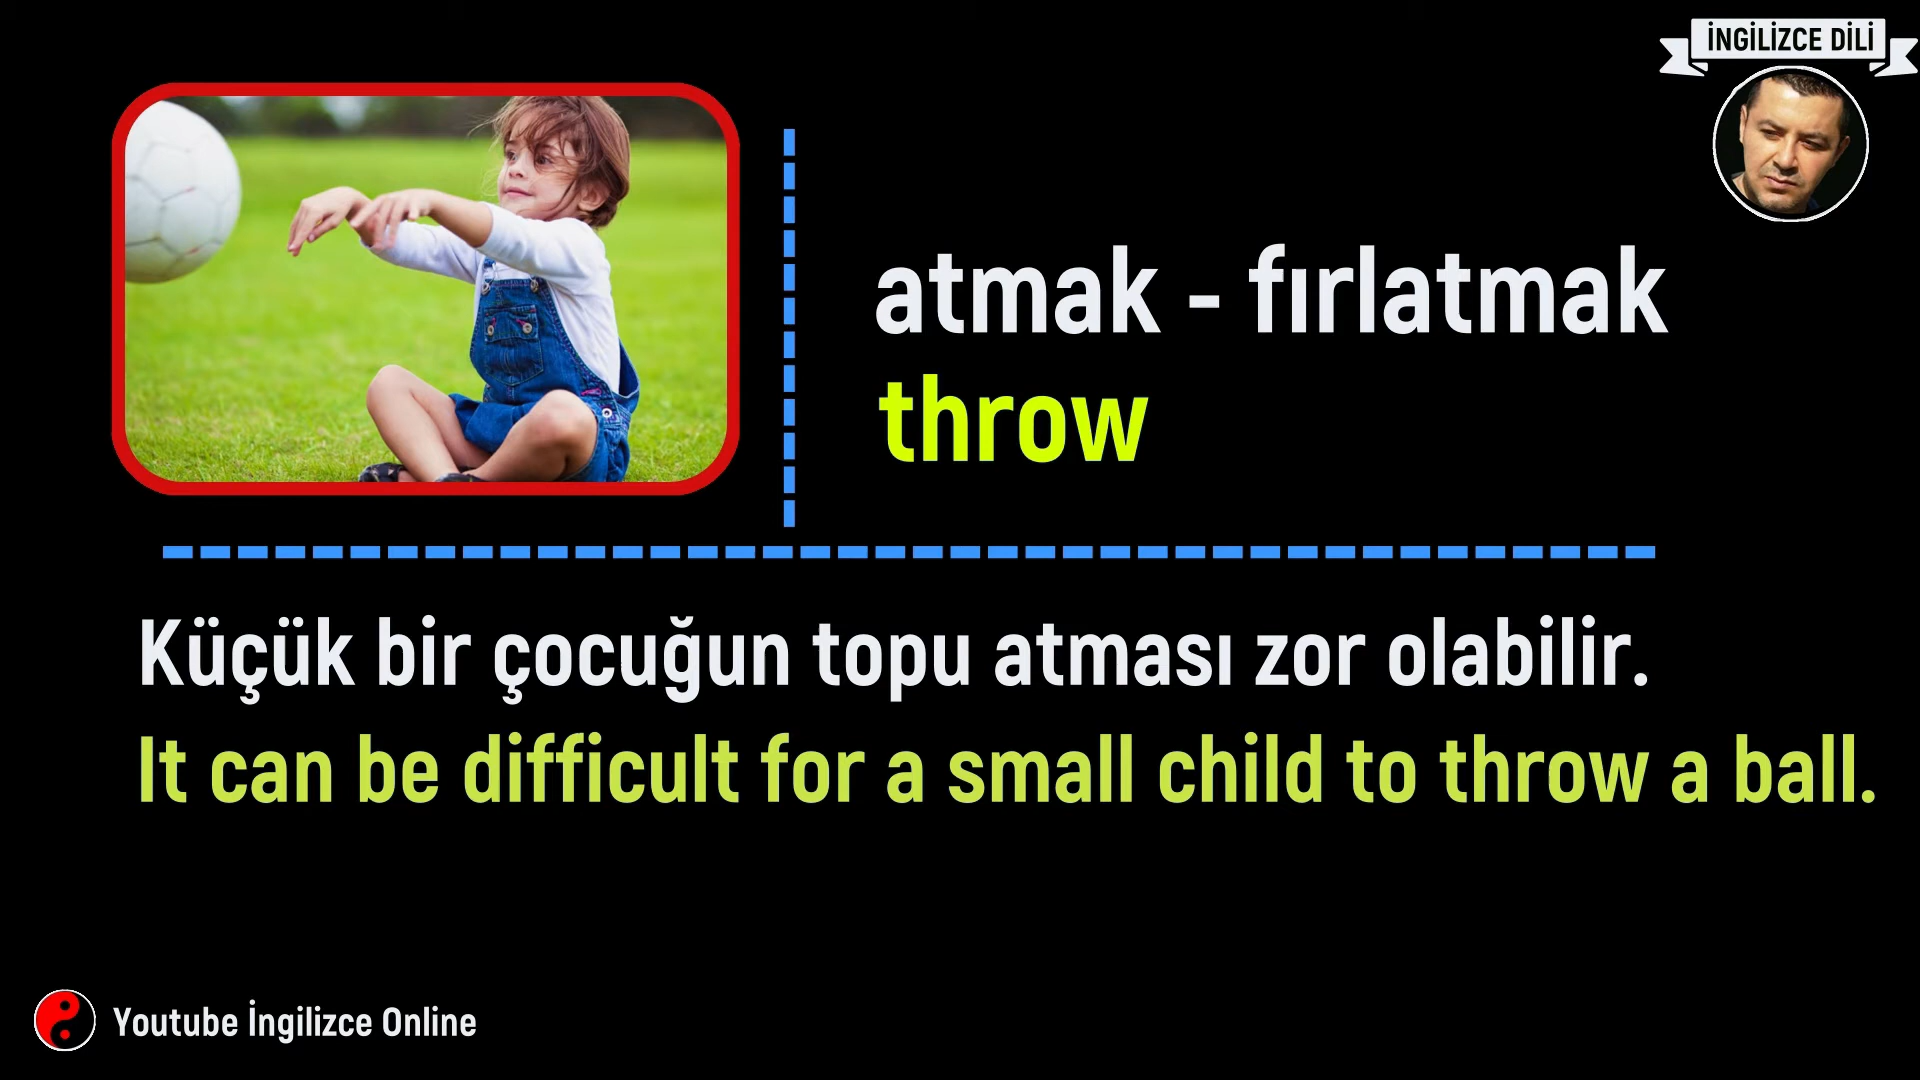 İNGİLİZCE DİLİ
atmak - fırlatmak
throw
Küçük bir çocuğun topu atması zor olabilir.
It can be difficult for a small child to throw a ball.
Youtube İngilizce Online